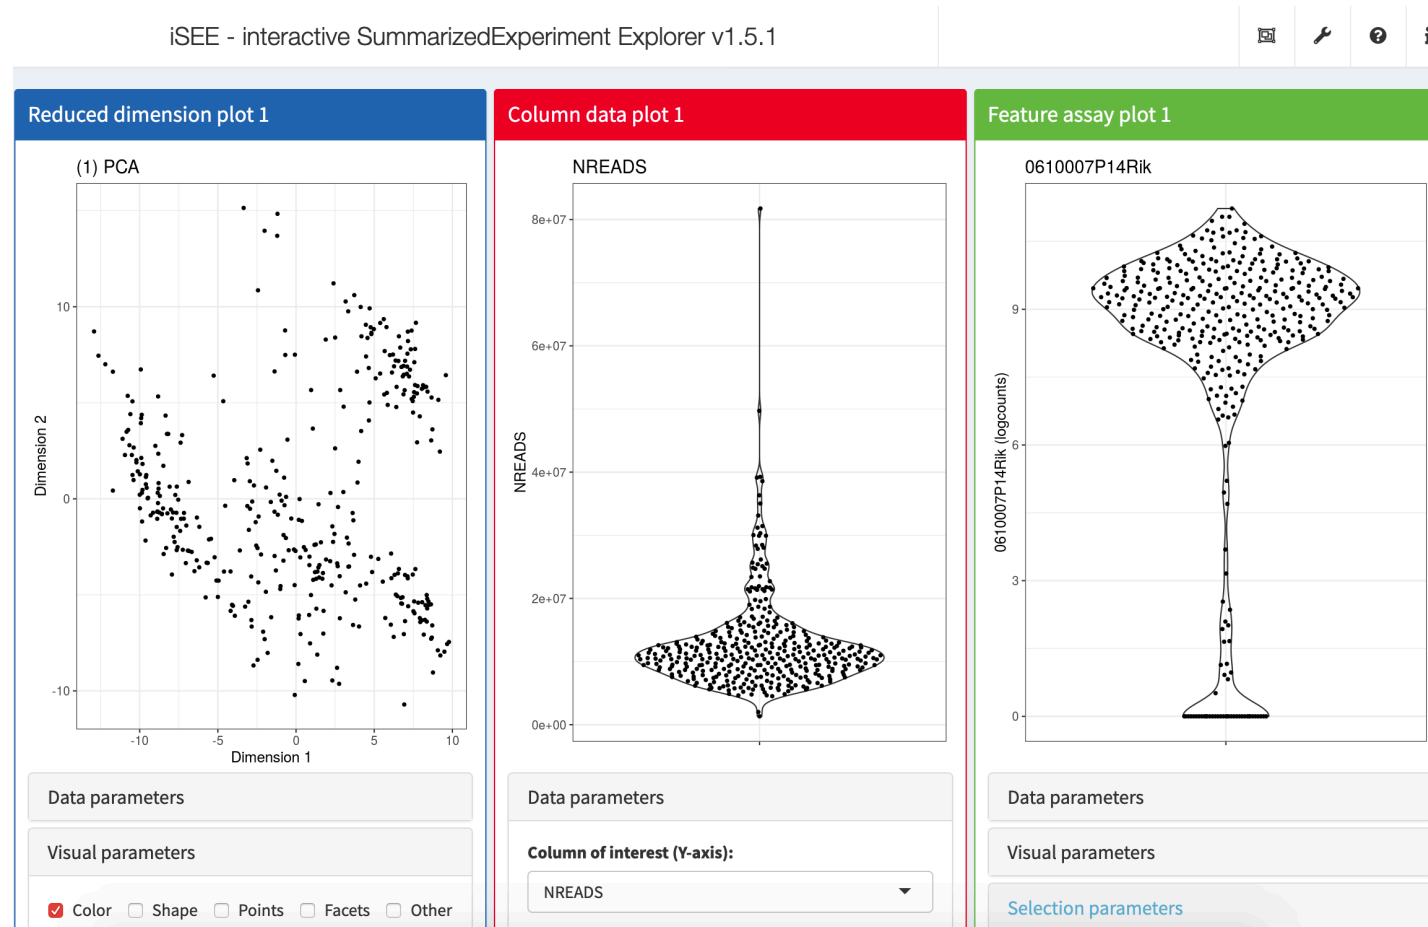 iSEE - interactive SummarizedExperiment Explorer v1.5.1
Reduced dimension plot 1
(1) PCA
Dimension 2
10
0
-10
-10
-5
0
5
10
Dimension 1
Data parameters
Visual parameters
Color
Shape
Points
Facets
Other
Column data plot 1
NREADS
NREADS
8e+07
6e+07
4e+07
2e+07
0e+00
Data parameters
Column of interest (Y-axis):
NREADS
Feature assay plot 1
0610007P14Rik
0610007P14Rik (logcounts)
9
6
3
0
Data parameters
Visual parameters
Selection parameters